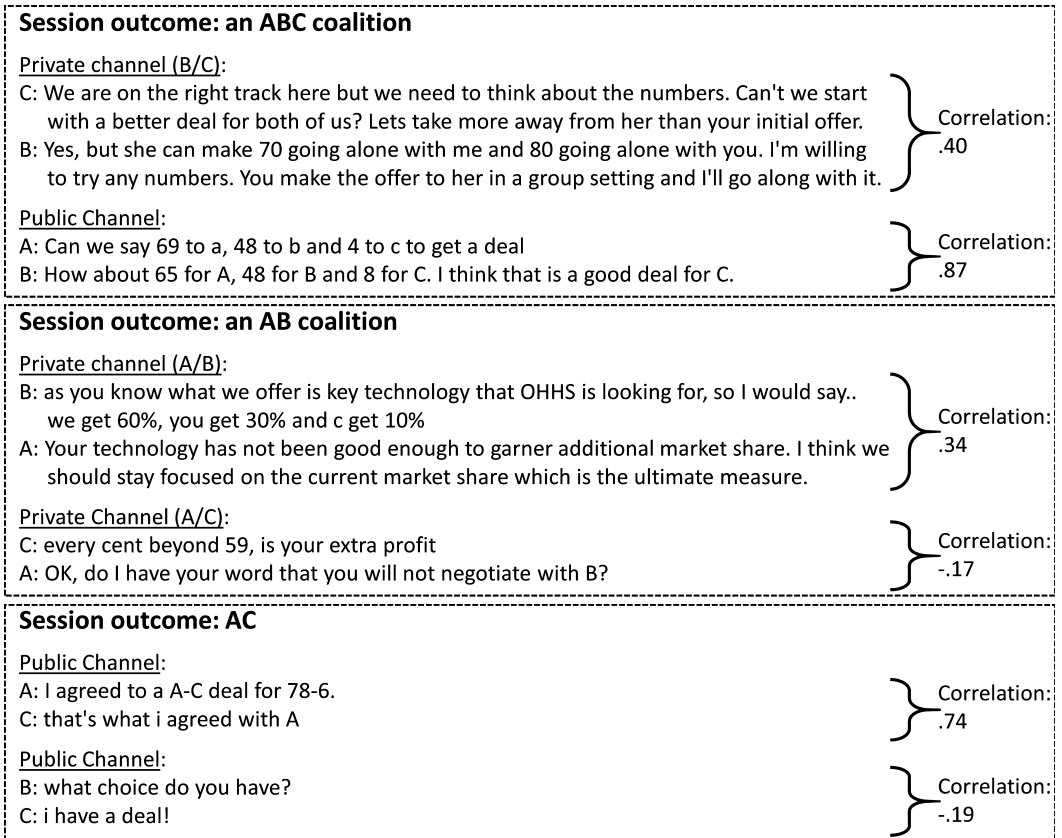 Session outcome: an ABC coalition
Private channel (B/C):
C: We are on the right track here but we need to think about the numbers. Can't we start
with a better deal for both of us? Lets take more away from her than your initial offer.
B: Yes, but she can make 70 going alone with me and 80 going alone with you. I'm willing
to try any numbers. You make the offer to her in a group setting and I'll go along with it.
Correlation:
.40
Public Channel:
A: Can we say 69 to a, 48 to b and 4 to c to get a deal
B: How about 65 for A, 48 for B and 8 for C. I think that is a good deal for C.
Correlation:
.87
Session outcome: an AB coalition
Private channel (A/B):
B: as you know what we offer is key technology that OHHS is looking for, so I would say..
we get 60%, you get 30% and c get 10%
A: Your technology has not been good enough to garner additional market share. I think we
should stay focused on the current market share which is the ultimate measure.
Correlation:
.34
Private Channel (A/C):
C: every cent beyond 59, is your extra profit
A: OK, do I have your word that you will not negotiate with B?
Correlation:
-.17
Session outcome: AC
Public Channel:
A: I agreed to a A-C deal for 78-6.
C: that's what i agreed with A
Correlation:
.74
Public Channel:
B: what choice do you have?
C: i have a deal!
Correlation:
-.19